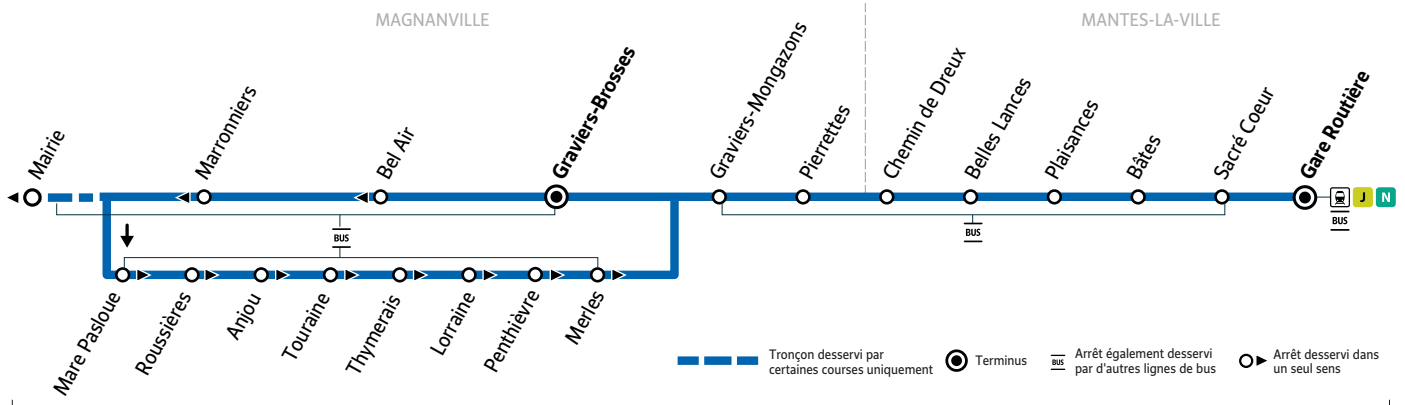 MAGNANVILLE
MANTES-LA-VILLE
Mairie
Marronniers
Bel Air
Graviers-Brosses
Graviers-Mongazons
Pierrettes
Chemin de Dreux
Belles Lances
Plaisances
Bâtes
Sacré Coeur
Gare Routière
J
N
BUS
BUS
BUS
Mare Pasloue
Roussières
Anjou
Touraine
Thymerais
Lorraine
Penthièvre
Merles
Tronçon desservi par
certaines courses uniquement
Terminus
BUS
Arrêt également desservi
par d'autres lignes de bus
Arrêt desservi dans
un seul sens